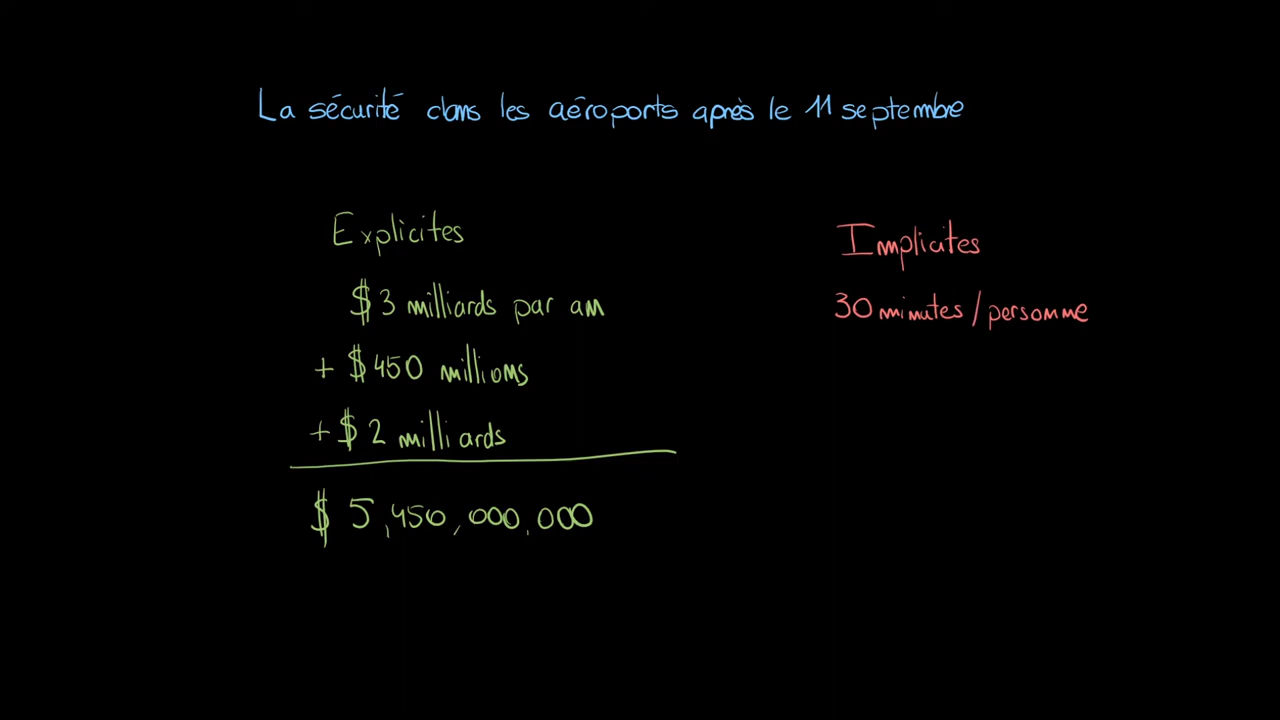 La sécurité dans les aéroports après le 11 septembre
Explicites
$3 milliards par an
+ $450 millions
+ $2 milliards
$ 5,450,000,000
Implicites
30 minutes/personne